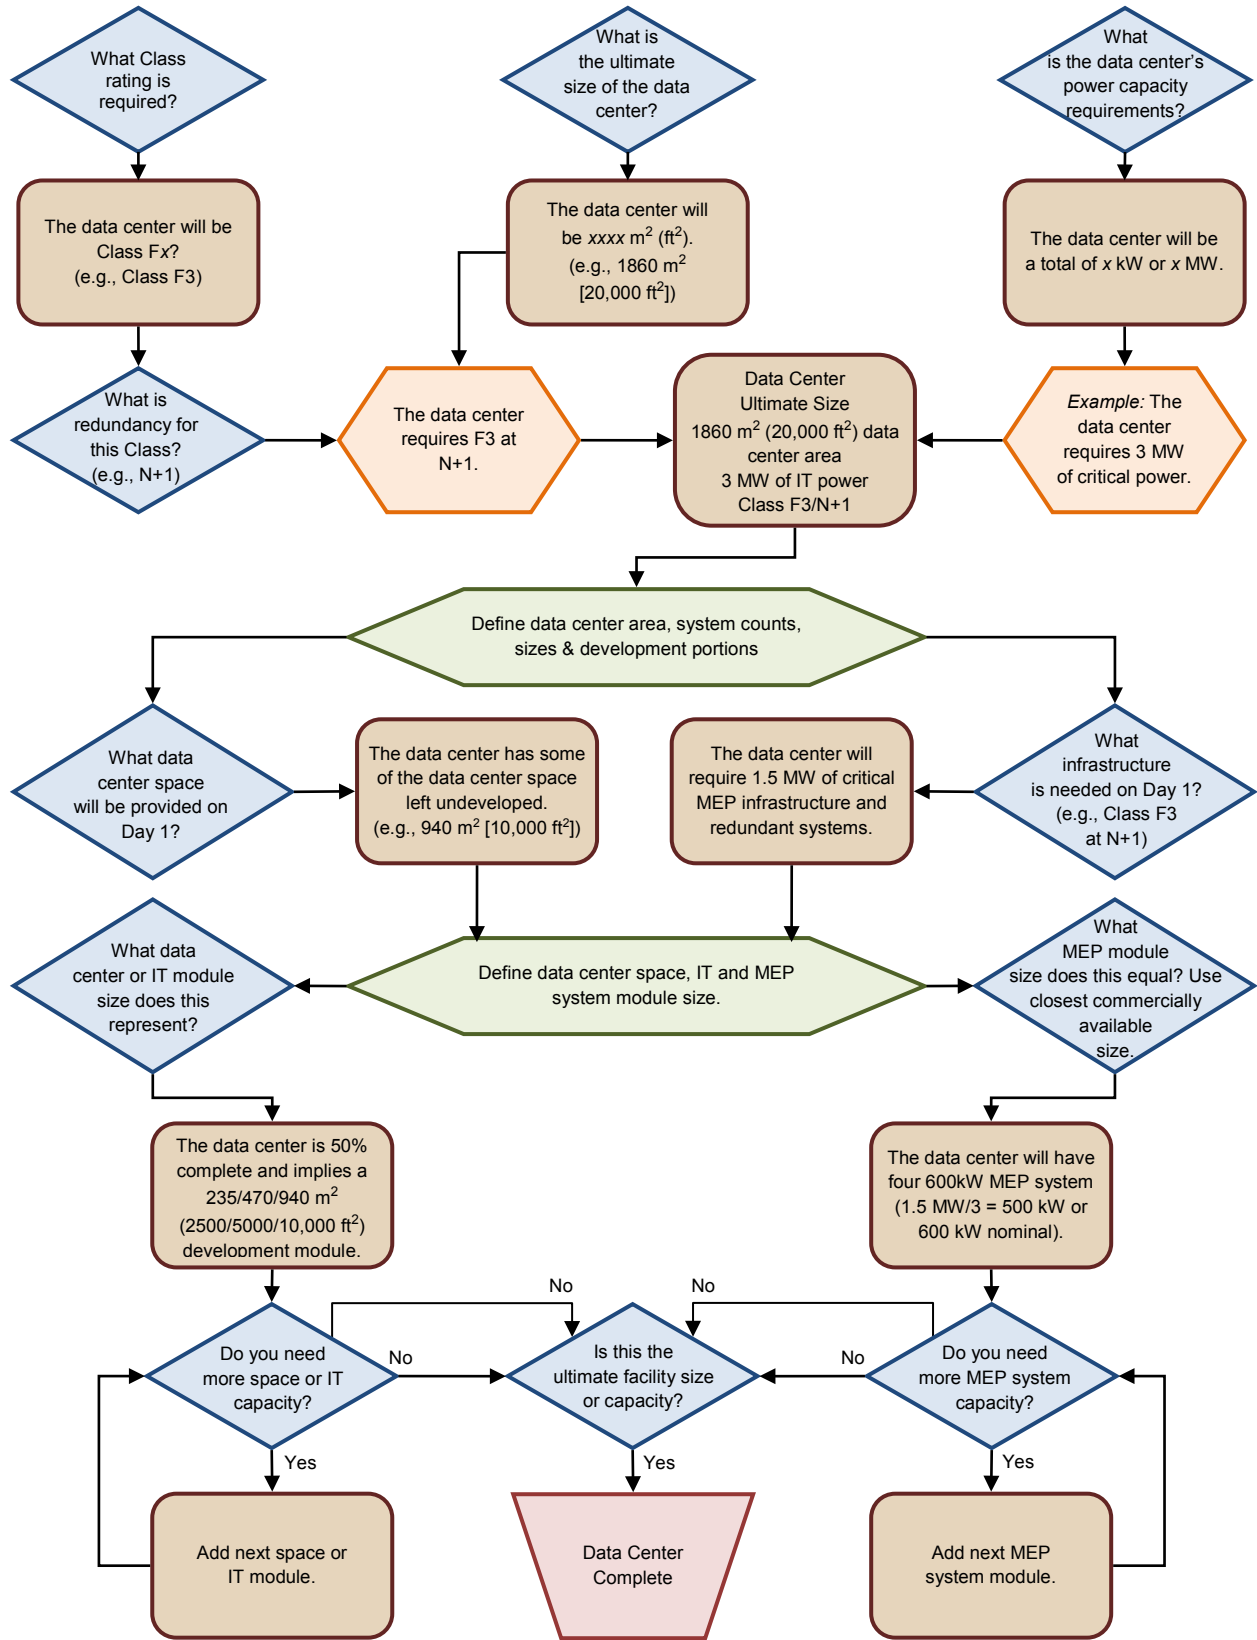 What Class
rating is
required?
What is
the ultimate
size of the data
center?
What
is the data center's
power capacity
requirements?
The data center will be
Class Fx?
(e.g., Class F3)
The data center will
be xxxx m² (ft²).
(e.g., 1860 m²
[20,000 ft²])
The data center will be
a total of x kW or x MW.
What is
redundancy for
this Class?
(e.g., N+1)
The data center
requires F3 at
N+1.
Data Center
Ultimate Size
1860 m² (20,000 ft²) data
center area
3 MW of IT power
Class F3/N+1
Example: The
data center
requires 3 MW
of critical power.
Define data center area, system counts,
sizes & development portions
What data
center space
will be provided on
Day 1?
The data center has some
of the data center space
left undeveloped.
(e.g., 940 m² [10,000 ft²])
The data center will
require 1.5 MW of critical
MEP infrastructure and
redundant systems.
What
infrastructure
is needed on Day 1?
(e.g., Class F3
at N+1)
What data
center or IT module
size does this
represent?
Define data center space, IT and MEP
system module size.
What
MEP module
size does this equal? Use
closest commercially
available
size.
The data center is 50%
complete and implies a
235/470/940 m²
(2500/5000/10,000 ft²)
development module.
The data center will have
four 600kW MEP system
(1.5 MW/3 = 500 kW or
600 kW nominal).
No
No
Do you need
more space or IT
capacity?
No
Is this the
ultimate facility size
or capacity?
No
Do you need
more MEP system
capacity?
Yes
Yes
Yes
Add next space or
IT module.
Data Center
Complete
Add next MEP
system module.